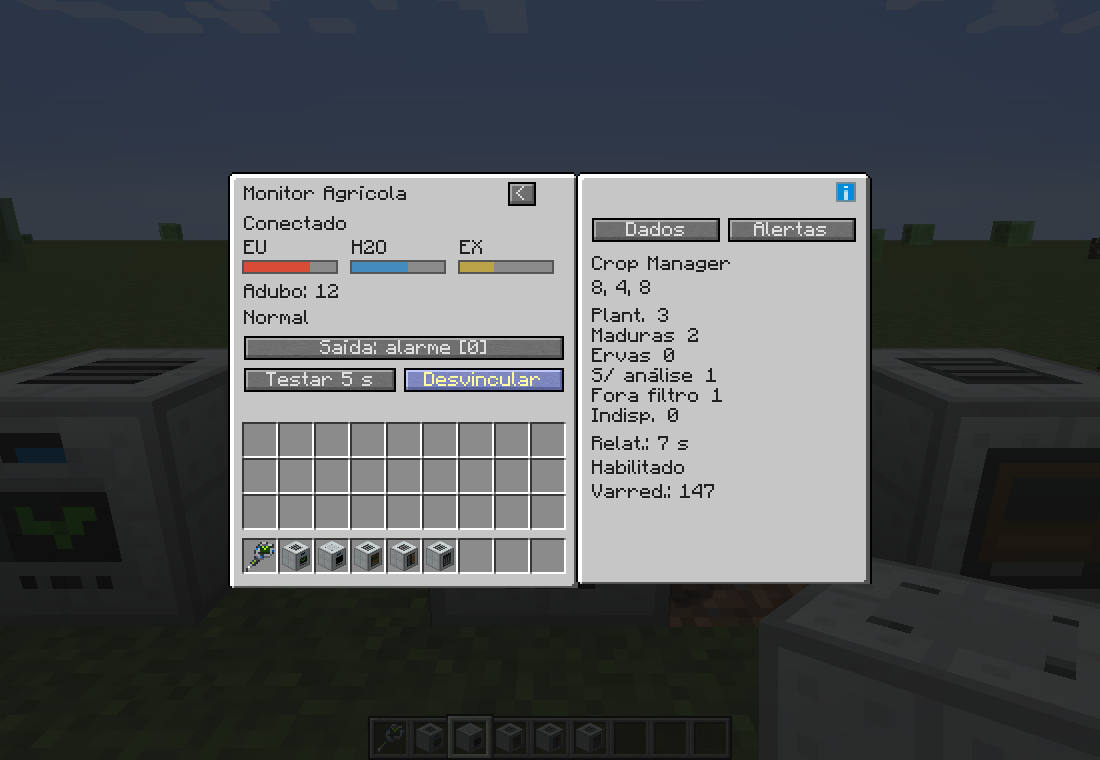 Monitor Agrícola
<
Conectado
EU H2O EX
Adubo: 12
Normal
Saída: alarme [0]
Testar 5 s Desvincular
i
Dados Alertas
Crop Manager
8, 4, 8
Plant. 3
Maduras 2
Ervas 0
S/ análise 1
Fora filtro 1
Indisp. 0
Relat.: 7 s
Habilitado
Varred.: 147